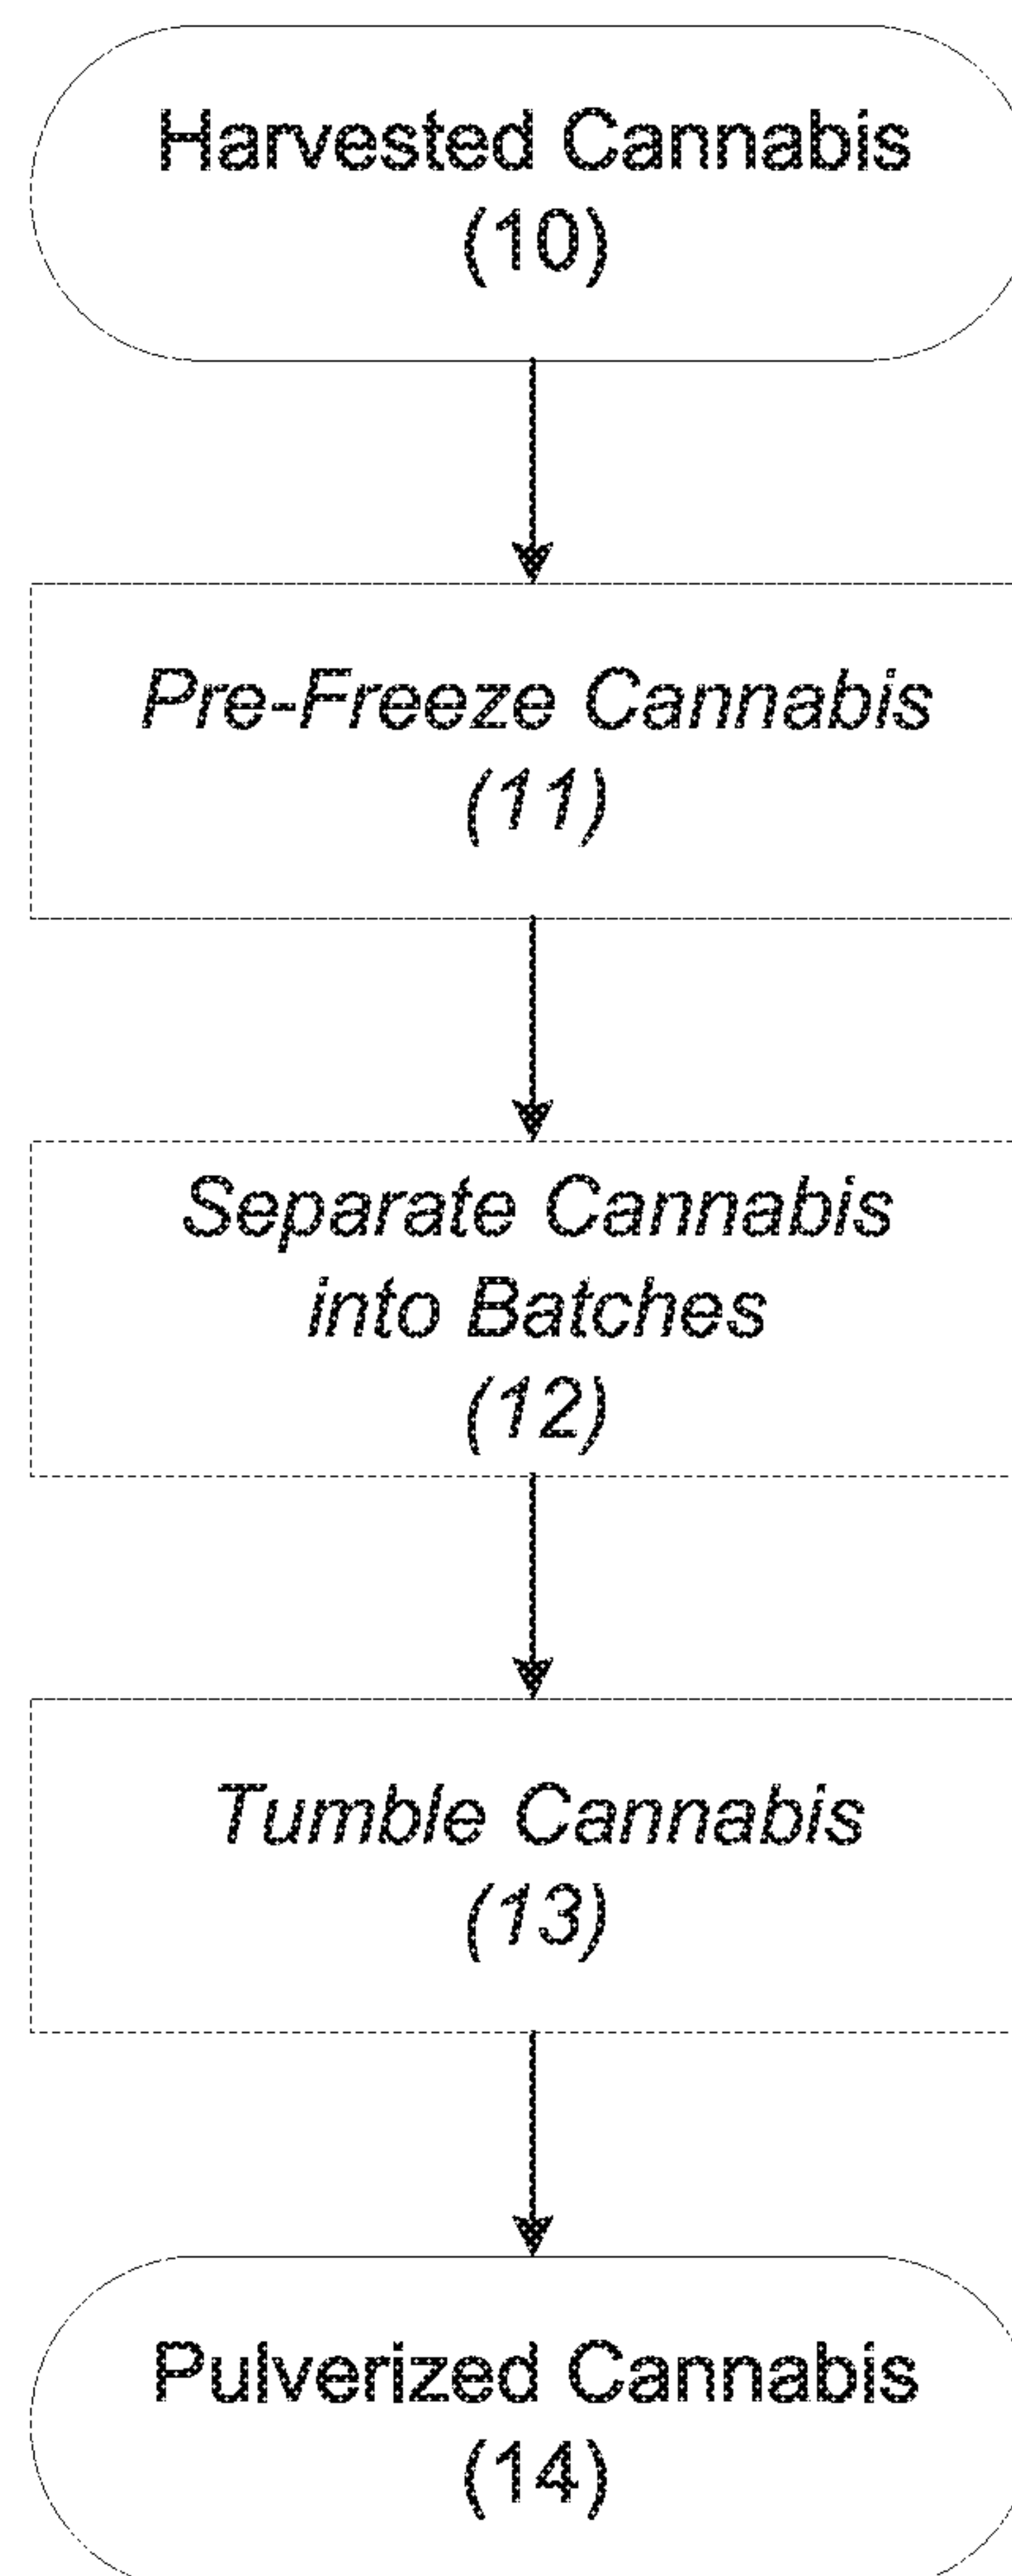 Harvested Cannabis
(10)
Pre-Freeze Cannabis
(11)
Separate Cannabis
into Batches
(12)
Tumble Cannabis
(13)
Pulverized Cannabis
(14)